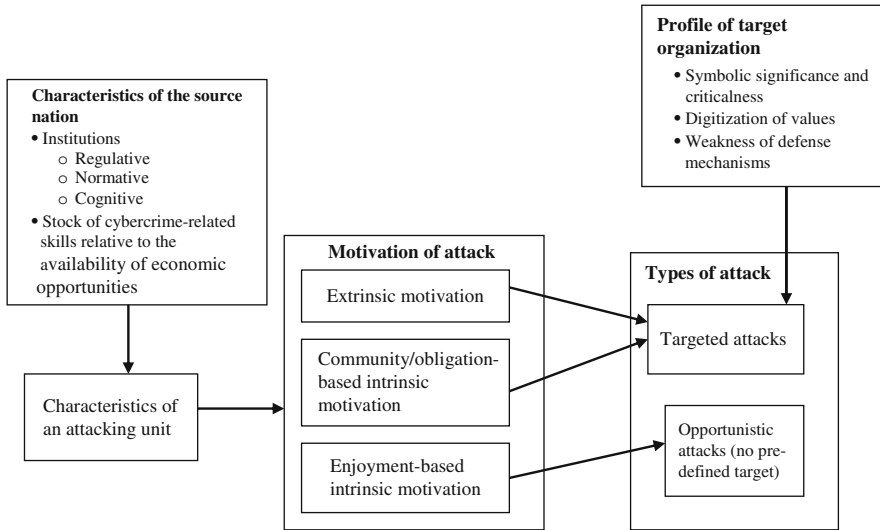 Profile of target
organization
• Symbolic significance and
criticalness
• Digitization of values
• Weakness of defense
mechanisms
Characteristics of the source
nation
• Institutions
o Regulative
o Normative
o Cognitive
• Stock of cybercrime-related
skills relative to the
availability of economic
opportunities
Characteristics of
an attacking unit
Motivation of attack
Extrinsic motivation
Community/obligation-
based intrinsic
motivation
Enjoyment-based
intrinsic motivation
Types of attack
Targeted attacks
Opportunistic
attacks (no pre-
defined target)